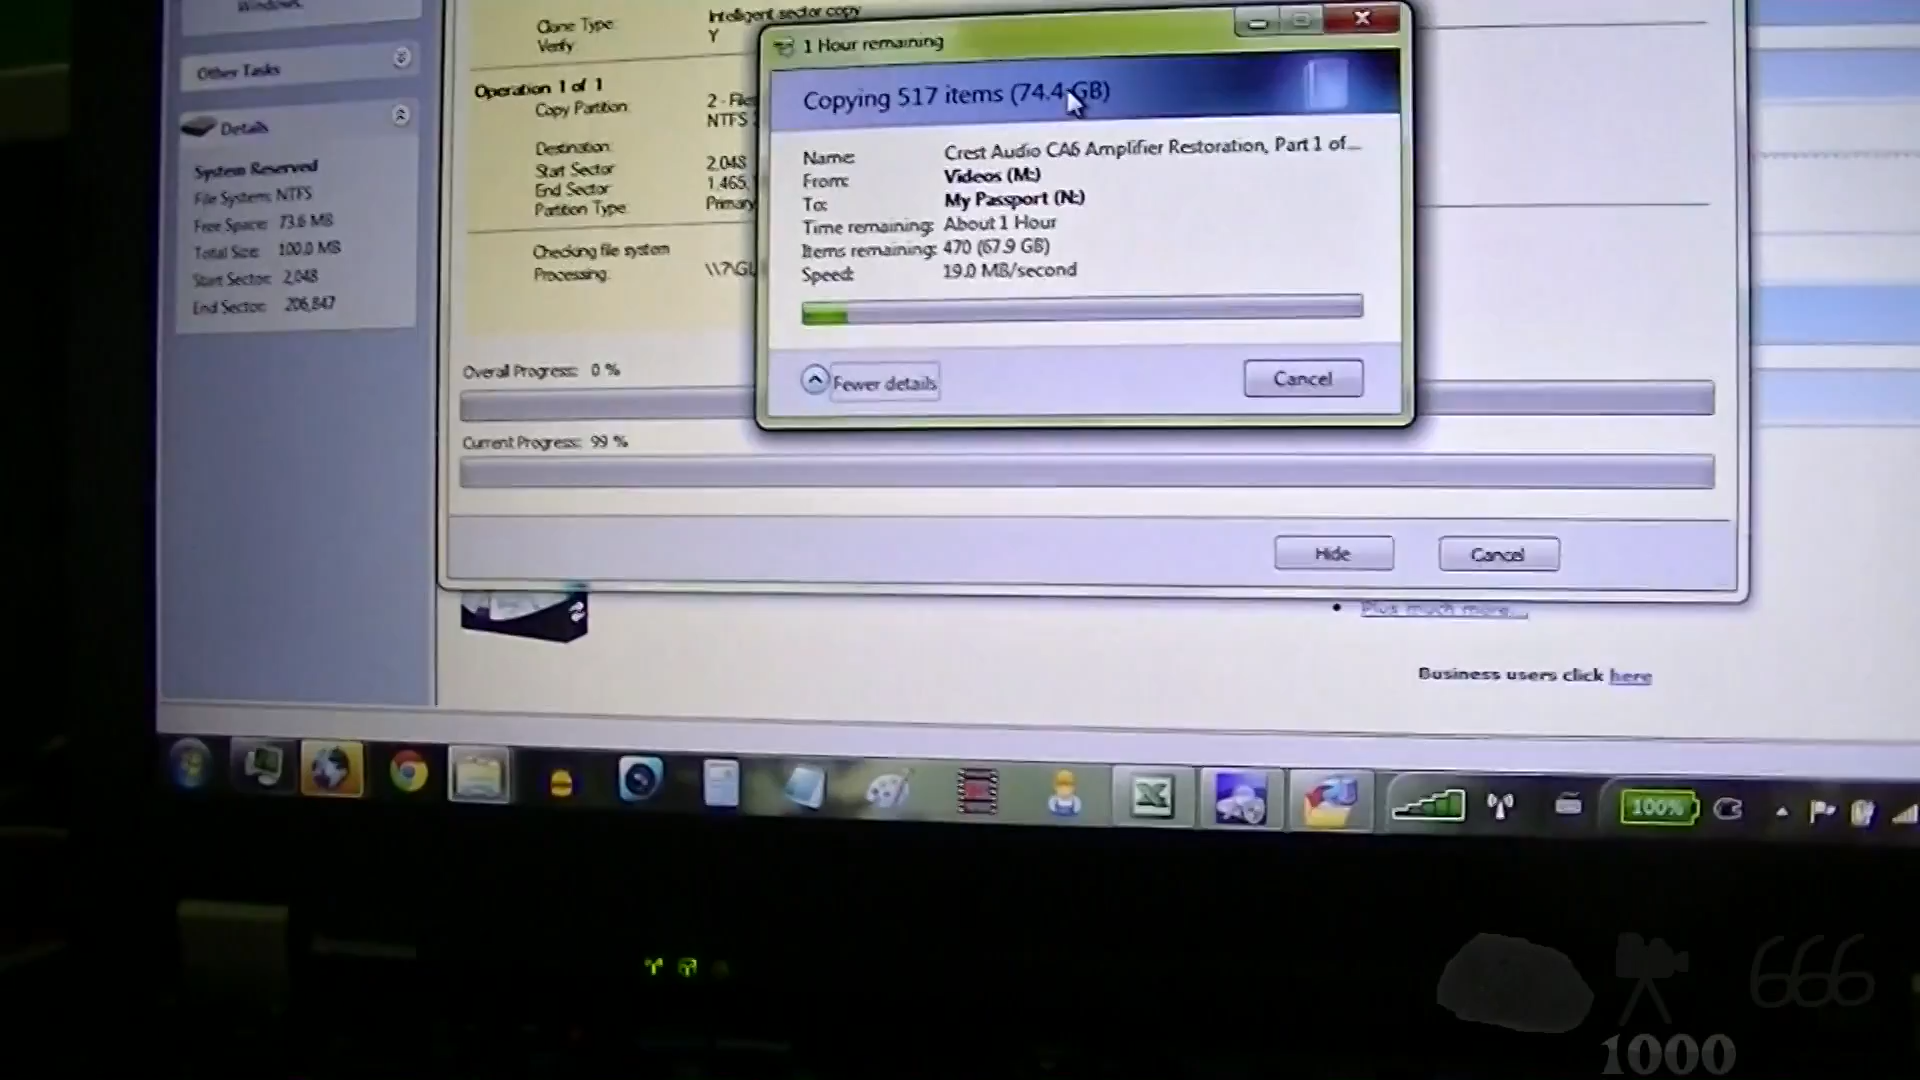 Windows.
Other Tasks
Details
System Reserved
File System: NTFS
Free Space: 73.6 MB
Total Size: 100.0 MB
Start Sector: 2,048
End Sector: 206,847
Clone Type: Intelligent sector copy
Verify Y
Operation 1 of 1
Copy Partition:
2 - Files
NTFS
Destination:
Start Sector 2,048
End Sector 1,465,
Partition Type: Primary
Checking file system
Processing:
Overall Progress: 0 %
Current Progress: 99 %
Hide
Cancel
1 Hour remaining
Copying 517 items (74.4 GB)
Name: Crest Audio CA6 Amplifier Restoration, Part 1 of...
From: Videos (M:)
To: My Passport (N:)
Time remaining: About 1 Hour
Items remaining: 470 (67.9 GB)
Speed: 19.0 MB/second
Fewer details
Cancel
Plus much more....
Business users click here
100%
666
1000